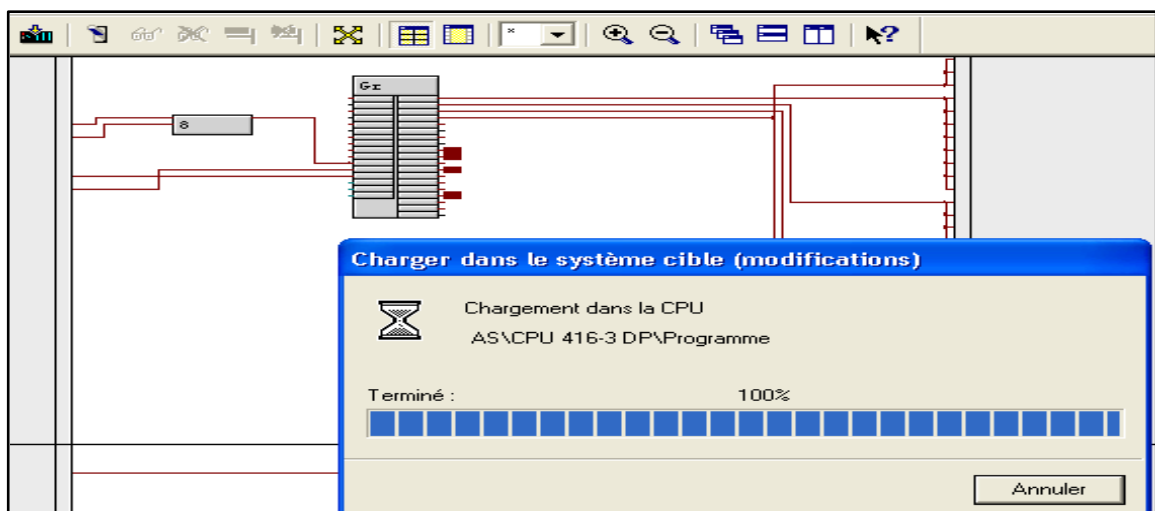 *
Gr
8
Charger dans le système cible (modifications)
Chargement dans la CPU
AS\CPU 416-3 DP\Programme
Terminé : 100%
Annuler